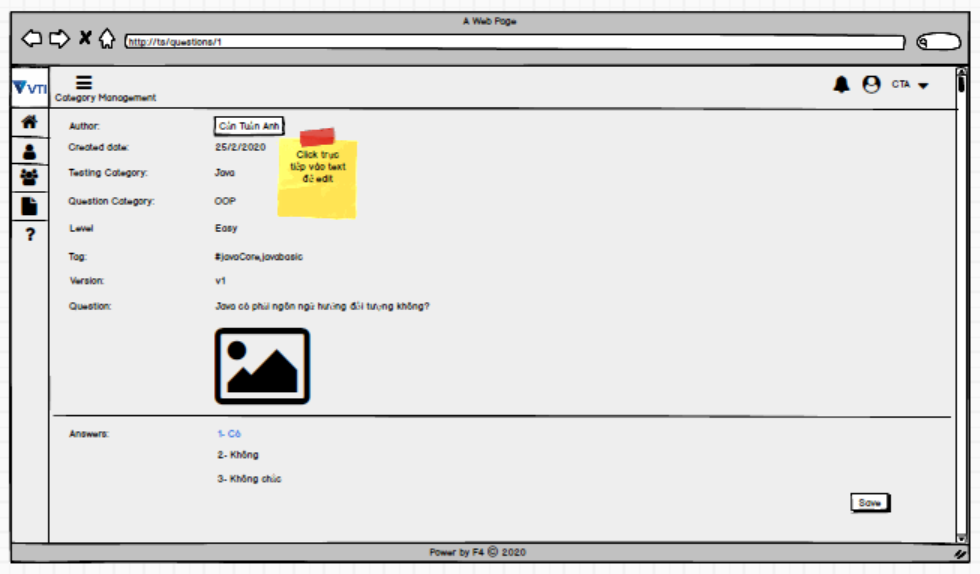 A Web Page
http://ts/questions/1
VTI
Category Management
CTA
Author:
Cấn Tuấn Anh
Created date:
25/2/2020
Click trực
tiếp vào text
để edit
Testing Category:
Java
Question Category:
OOP
Level
Easy
Tag:
#javaCore,javabasic
Version:
v1
Question:
Java có phải ngôn ngữ hướng đối tượng không?
Answers:
1- Có
2- Không
3- Không chắc
Save
Power by F4 © 2020